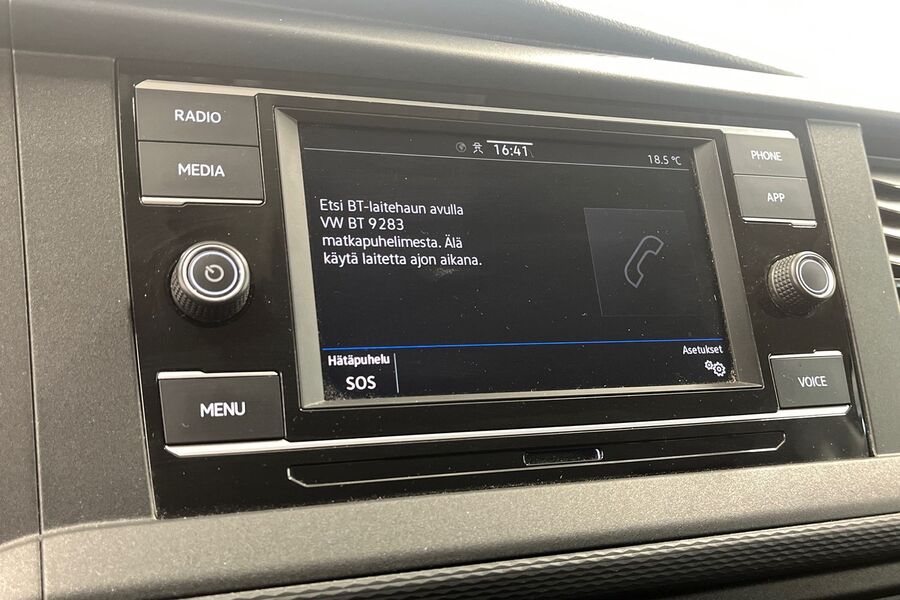 RADIO
MEDIA
MENU
16:41
18.5 °C
Etsi BT-laitehaun avulla
VW BT 9283
matkapuhelimesta. Älä
käytä laitetta ajon aikana.
Hätäpuhelu
SOS
Asetukset
PHONE
APP
VOICE